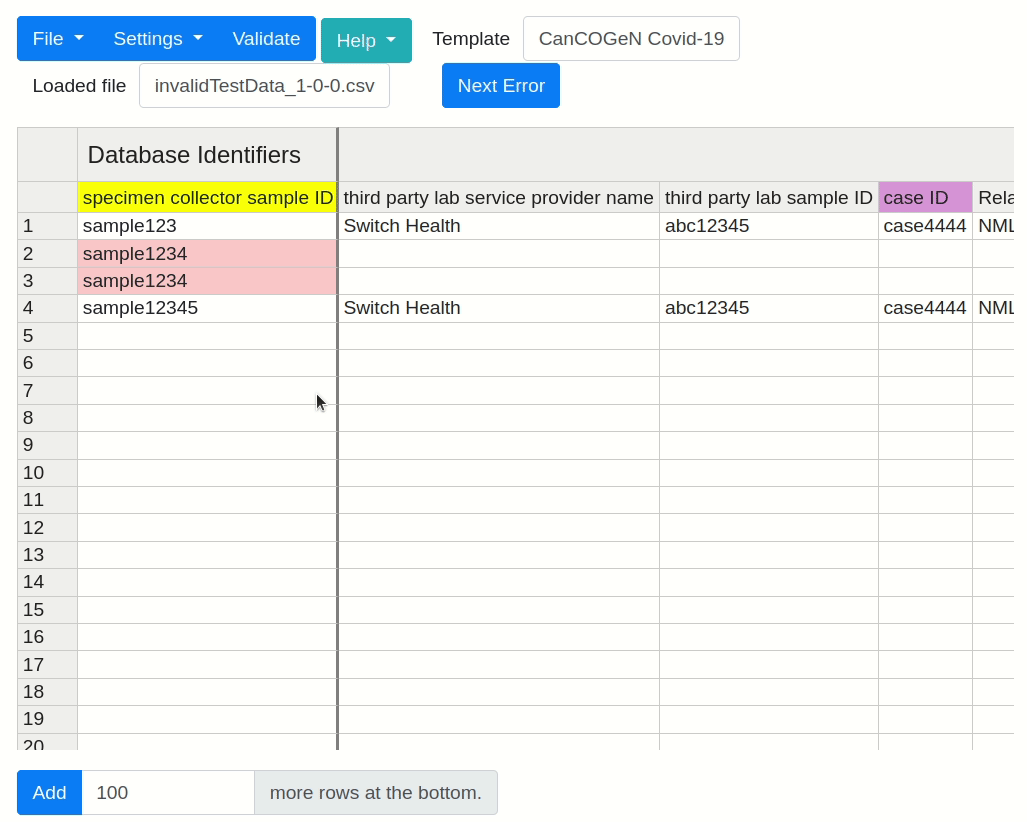 File Settings Validate Help Template CanCOGeN Covid-19
Loaded file invalidTestData_1-0-0.csv Next Error
Database Identifiers
specimen collector sample ID third party lab service provider name third party lab sample ID case ID Rela
1 sample123 Switch Health abc12345 case4444 NML
2 sample1234
3 sample1234
4 sample12345 Switch Health abc12345 case4444 NML
5
6
7
8
9
10
11
12
13
14
15
16
17
18
19
20
Add 100 more rows at the bottom.